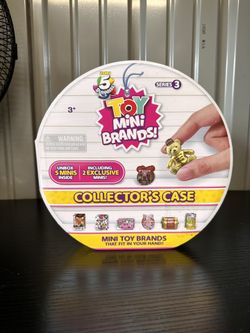 5
TOY
MINI
BRANDS!
SERIES 3
3+
WARNING
UNBOX
5 MINIS
INSIDE
INCLUDING
2 EXCLUSIVE
MINIS!
COLLECTOR'S CASE
MINI TOY BRANDS
THAT FIT IN YOUR HAND!